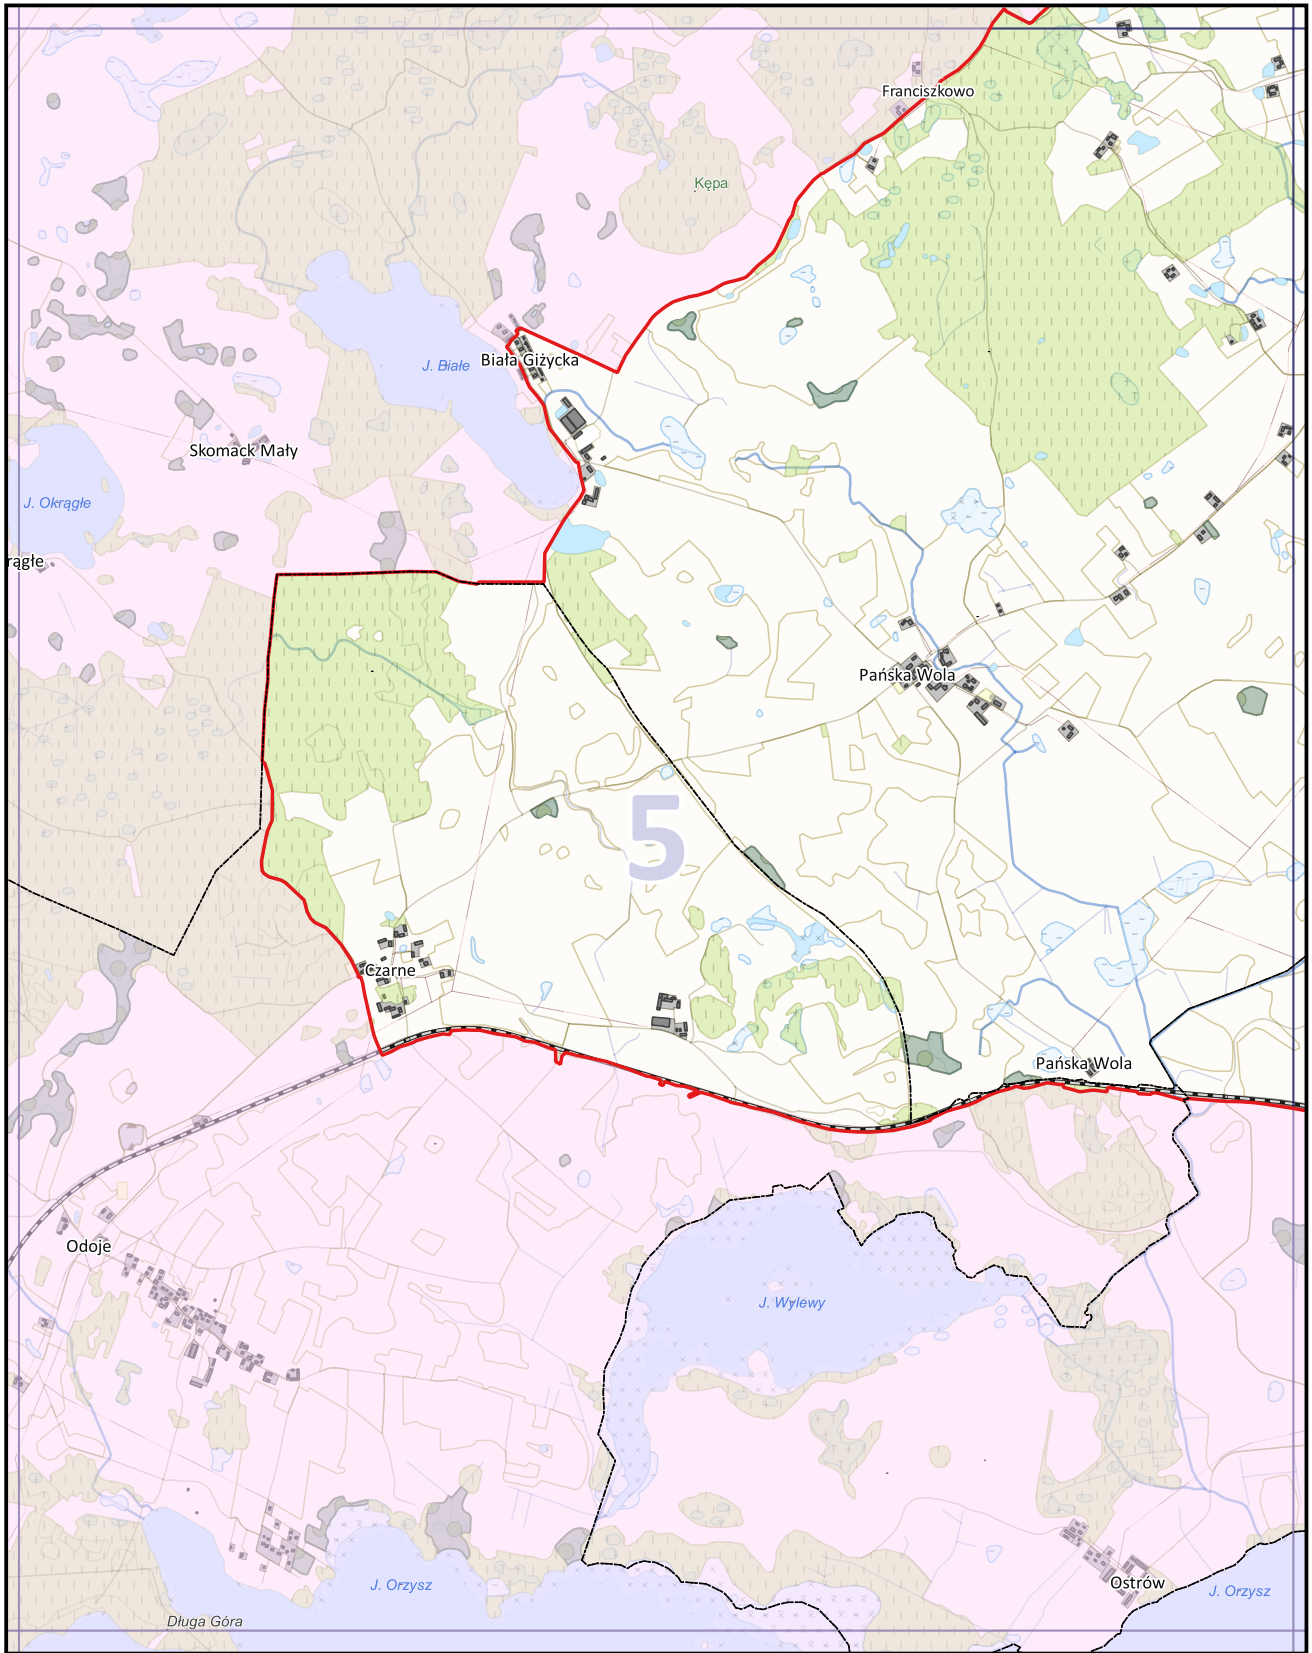 Franciszkowo
Kępa
Biała Giżycka
J. Białe
Skomack Mały
J. Okrągłe
rągłe
Pańska Wola
5
Czarne
Pańska Wola
Odoje
J. Wylewy
J. Orzysz
Ostrów
J. Orzysz
Długa Góra